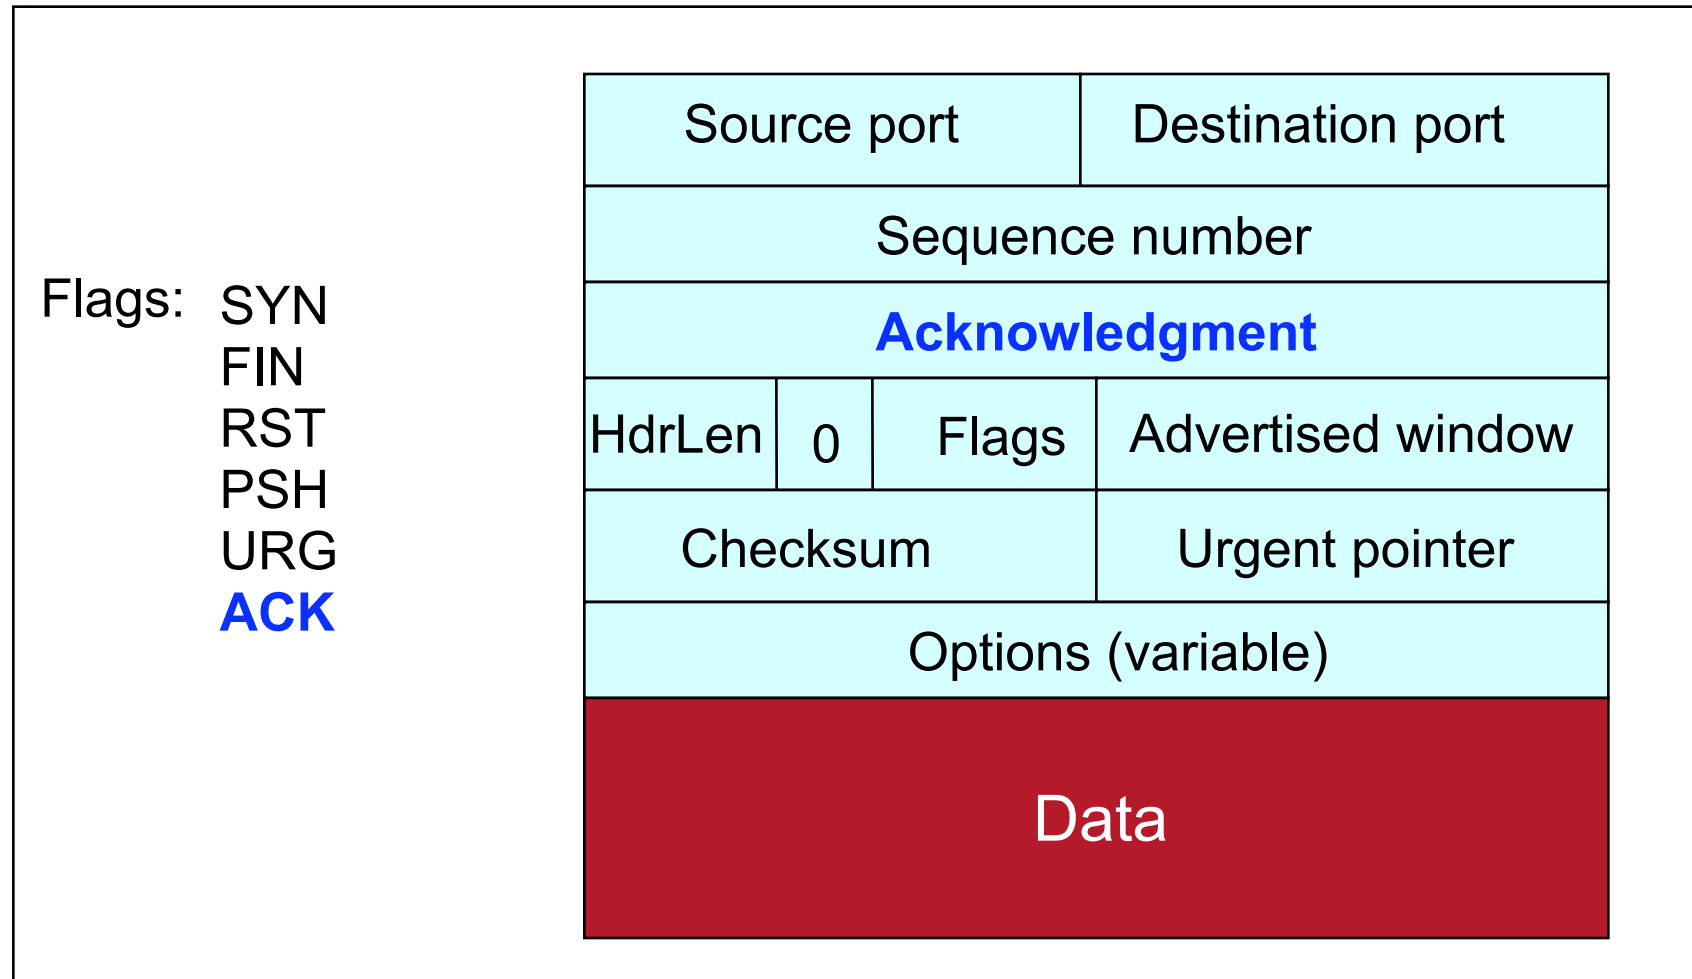 Source port Destination port
Sequence number
Flags: SYN
FIN
RST
PSH
URG
ACK
Acknowledgment
HdrLen 0 Flags Advertised window
Checksum Urgent pointer
Options (variable)
Data